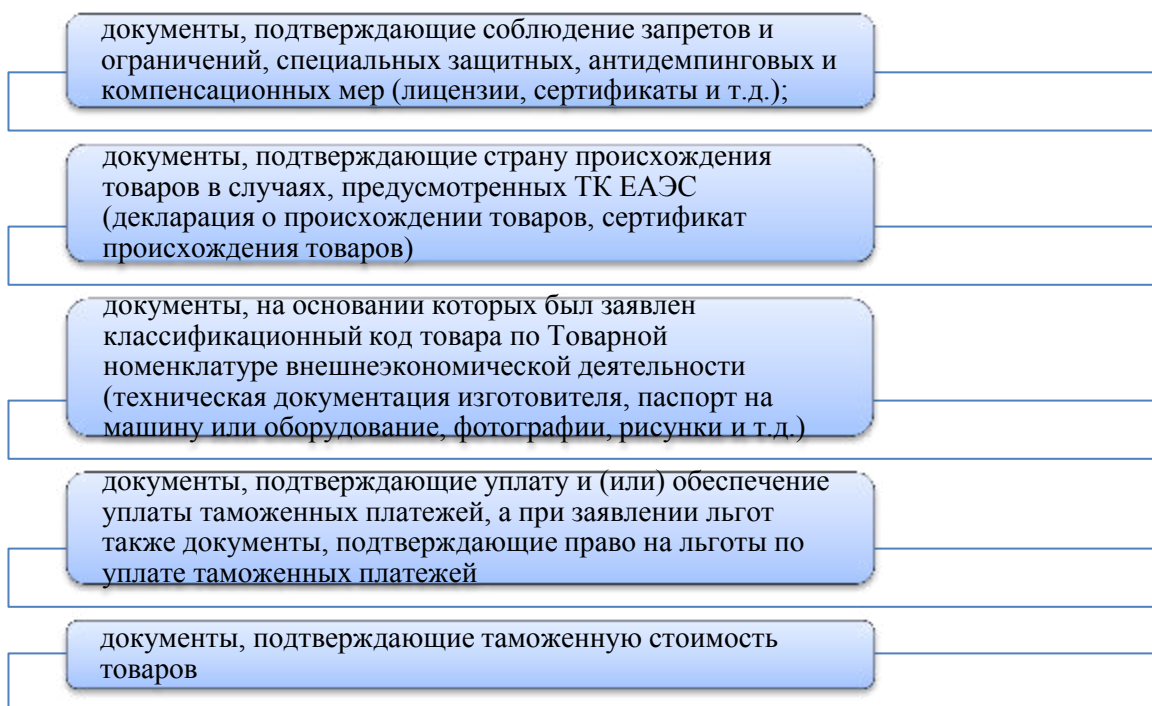 документы, подтверждающие соблюдение запретов и
ограничений, специальных защитных, антидемпинговых и
компенсационных мер (лицензии, сертификаты и т.д.);
документы, подтверждающие страну происхождения
товаров в случаях, предусмотренных ТК ЕАЭС
(декларация о происхождении товаров, сертификат
происхождения товаров)
документы, на основании которых был заявлен
классификационный код товара по Товарной
номенклатуре внешнеэкономической деятельности
(техническая документация изготовителя, паспорт на
машину или оборудование, фотографии, рисунки и т.д.)
документы, подтверждающие уплату и (или) обеспечение
уплаты таможенных платежей, а при заявлении льгот
также документы, подтверждающие право на льготы по
уплате таможенных платежей
документы, подтверждающие таможенную стоимость
товаров